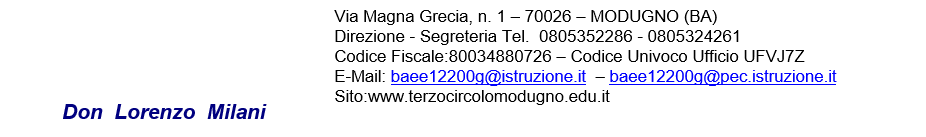 Via Magna Grecia, n. 1 – 70026 – MODUGNO (BA)
Direzione - Segreteria Tel.  0805352286 - 0805324261
Codice Fiscale:80034880726 – Codice Univoco Ufficio UFVJ7Z
E-Mail: baee12200g@istruzione.it  – baee12200g@pec.istruzione.it
Sito:www.terzocircolomodugno.edu.it
Don Lorenzo Milani